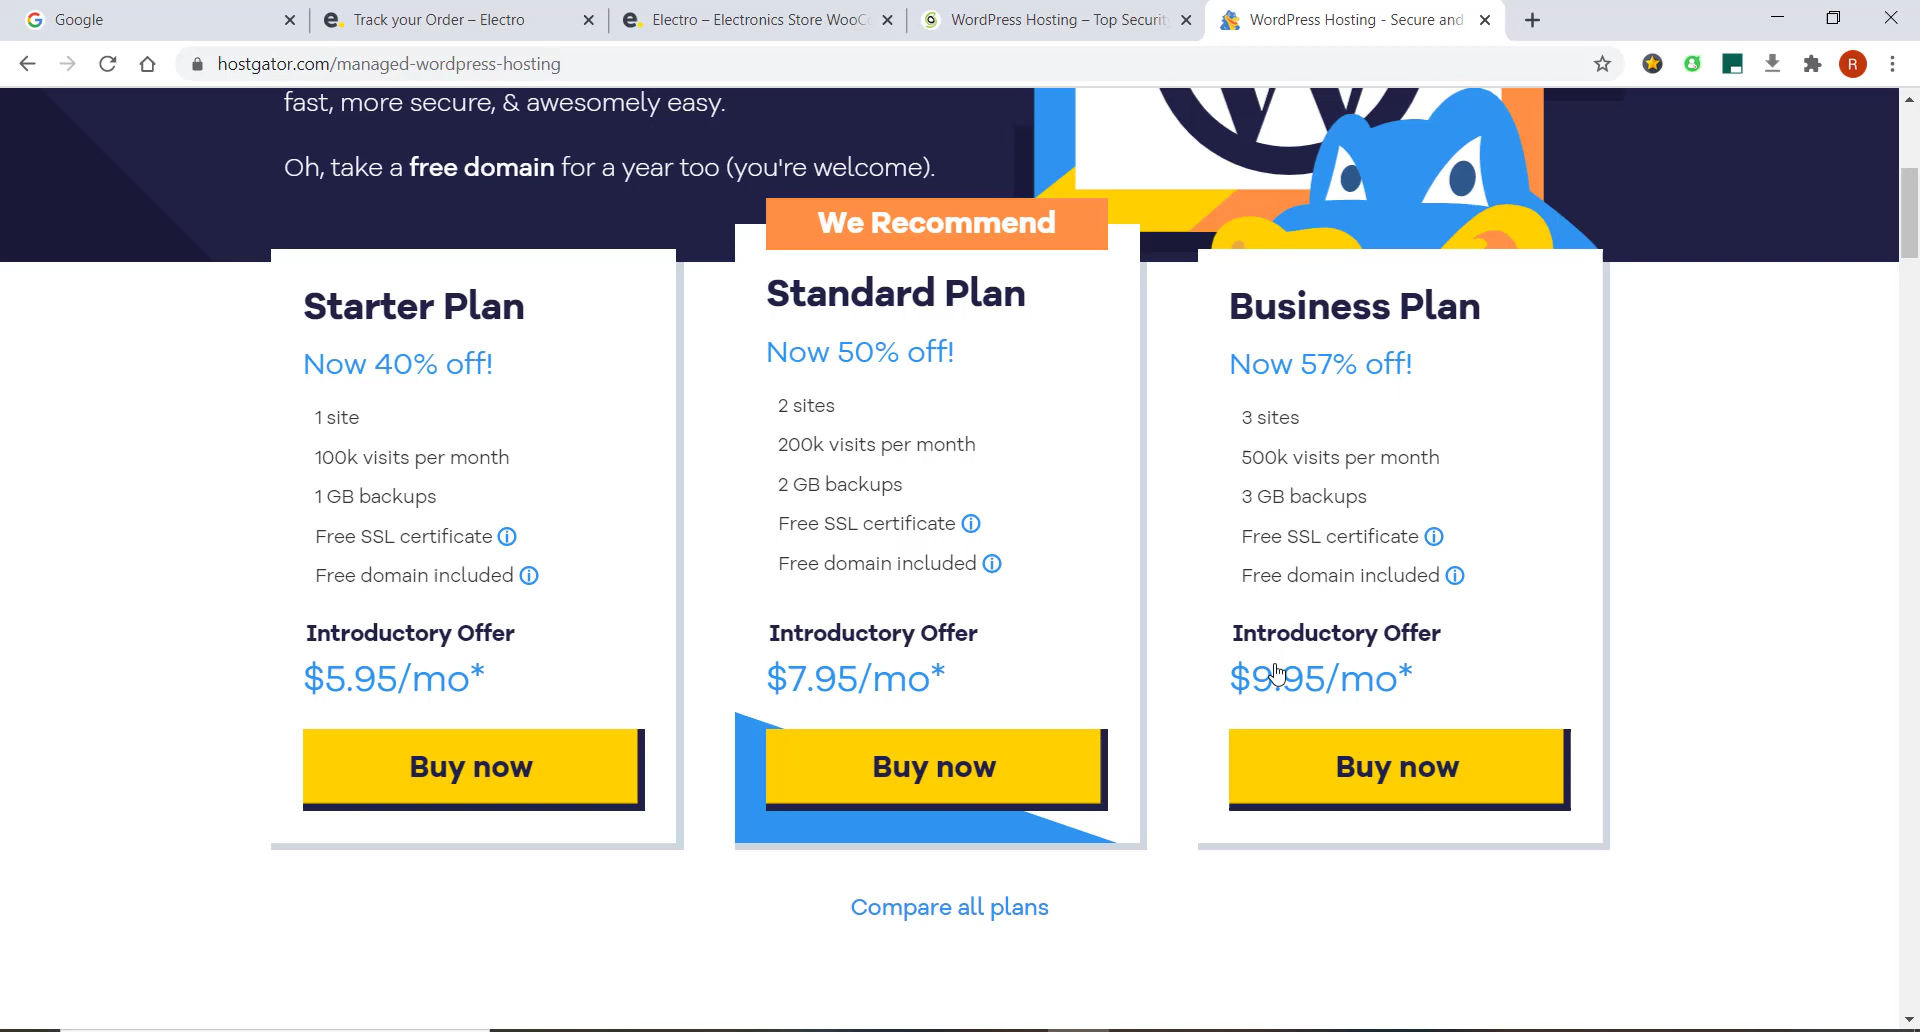 Google
Track your Order – Electro
Electro – Electronics Store WooC
WordPress Hosting – Top Securit
WordPress Hosting - Secure and
hostgator.com/managed-wordpress-hosting
R
fast, more secure, & awesomely easy.
Oh, take a free domain for a year too (you're welcome).
Starter Plan
Now 40% off!
1 site
100k visits per month
1 GB backups
Free SSL certificate
Free domain included
Introductory Offer
$5.95/mo*
Buy now
We Recommend
Standard Plan
Now 50% off!
2 sites
200k visits per month
2 GB backups
Free SSL certificate
Free domain included
Introductory Offer
$7.95/mo*
Buy now
Business Plan
Now 57% off!
3 sites
500k visits per month
3 GB backups
Free SSL certificate
Free domain included
Introductory Offer
$9.95/mo*
Buy now
Compare all plans